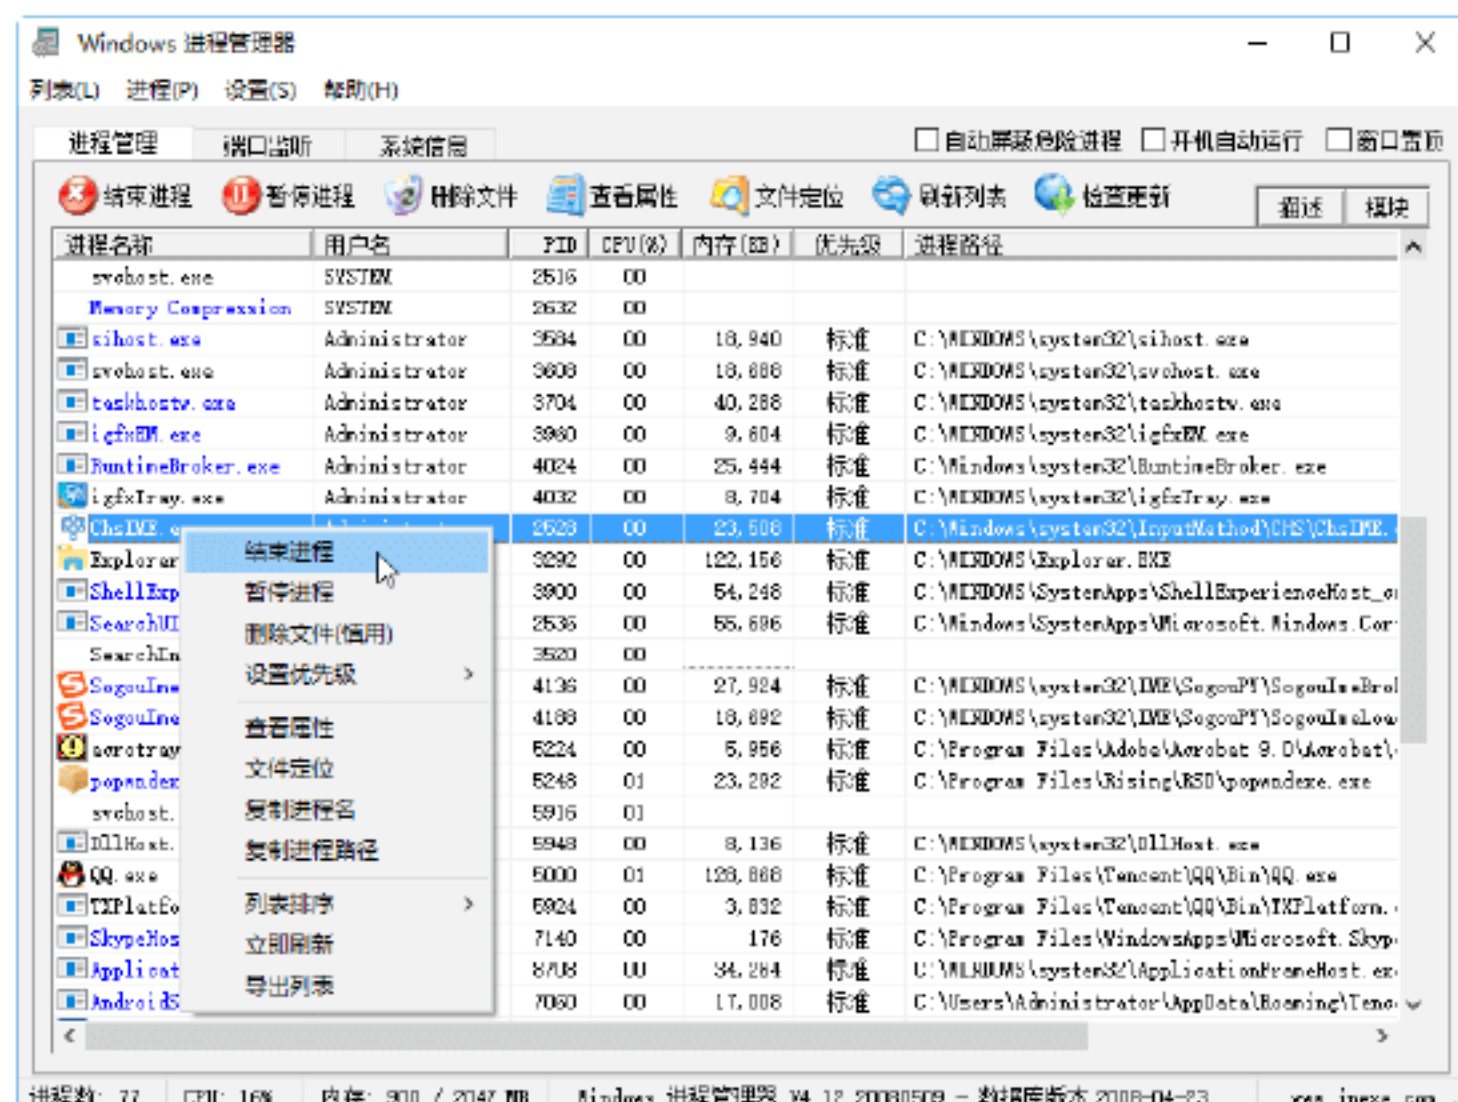 Windows 进程管理器
列表(L) 进程(P) 设置(S) 帮助(H)
进程管理 端口监听 系统信息 自动屏蔽危险进程 开机自动运行 窗口置顶
结束进程 暂停进程 删除文件 查看属性 文件定位 刷新列表 检查更新 描述 模块
进程名称 用户名 PID CPU(%) 内存(KB) 优先级 进程路径
svchost.exe SYSTEM 2516 00
Memory Compression SYSTEM 2632 00
sihost.exe Administrator 3584 00 18,940 标准 C:\WINDOWS\system32\sihost.exe
svchost.exe Administrator 3608 00 18,688 标准 C:\WINDOWS\system32\svchost.exe
taskhostw.exe Administrator 3704 00 40,288 标准 C:\WINDOWS\system32\taskhostw.exe
igfxEM.exe Administrator 3960 00 9,604 标准 C:\WINDOWS\system32\igfxEM.exe
RuntimeBroker.exe Administrator 4024 00 25,444 标准 C:\Windows\system32\RuntimeBroker.exe
igfxTray.exe Administrator 4032 00 8,704 标准 C:\WINDOWS\system32\igfxTray.exe
ChsIME.e 2528 00 23,508 标准 C:\Windows\system32\InputMethod\CHS\ChsIME.
Explorer 3292 00 122,156 标准 C:\WINDOWS\Explorer.EXE
ShellExp 3900 00 54,248 标准 C:\WINDOWS\SystemApps\ShellExperienceHost_c
SearchUI 2536 00 55,696 标准 C:\Windows\SystemApps\Microsoft.Windows.Cor
SearchIn 3520 00
SogouIme 4136 00 27,924 标准 C:\WINDOWS\system32\IME\SogouPY\SogouImeBro
SogouIme 4188 00 18,692 标准 C:\WINDOWS\system32\IME\SogouPY\SogouImeLoa
acrotray 5224 00 5,956 标准 C:\Program Files\Adobe\Acrobat 9.0\Acrobat\
popwndex 5248 01 23,292 标准 C:\Program Files\Rising\RSD\popwndexe.exe
svchost. 5916 01
DllHost. 5948 00 8,136 标准 C:\WINDOWS\system32\DllHost.exe
QQ.exe 5000 01 128,868 标准 C:\Program Files\Tencent\QQ\Bin\QQ.exe
TXPlatfo 5924 00 3,832 标准 C:\Program Files\Tencent\QQ\Bin\TXPlatform.
SkypeHos 7140 00 176 标准 C:\Program Files\WindowsApps\Microsoft.Skyp
Applicat 8708 00 34,264 标准 C:\WINDOWS\system32\ApplicationFrameHost.ex
AndroidS 7060 00 17,008 标准 C:\Users\Administrator\AppData\Roaming\Tenc
结束进程
暂停进程
删除文件(慎用)
设置优先级
查看属性
文件定位
复制进程名
复制进程路径
列表排序
立即刷新
导出列表
进程数: 77 CPU: 16% 内存: 900 / 2047 MB Windows 进程管理器 V4.12 20080509 - 数据库版本 2008-04-23